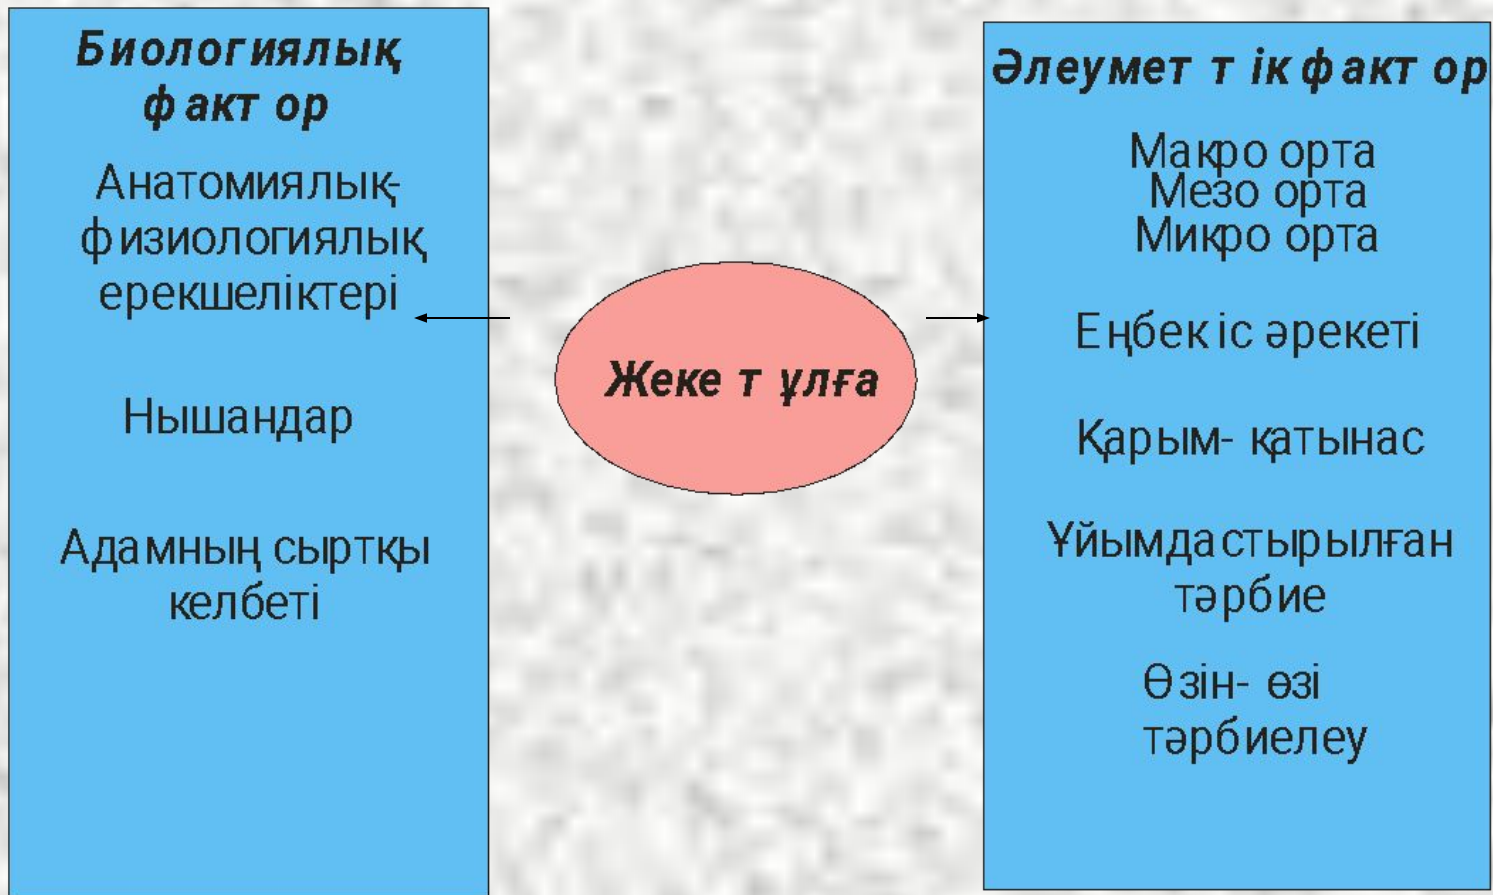 Биологиялық
фактор
Анатомиялық-
физиологиялық
ерекшеліктері
Нышандар
Адамның сыртқы
келбеті
Жеке тұлға
Әлеуметтік фактор
Макро орта
Мезо орта
Микро орта
Еңбек іс әрекеті
Қарым- қатынас
Ұйымдастырылған
тәрбие
Өзін- өзі
тәрбиелеу